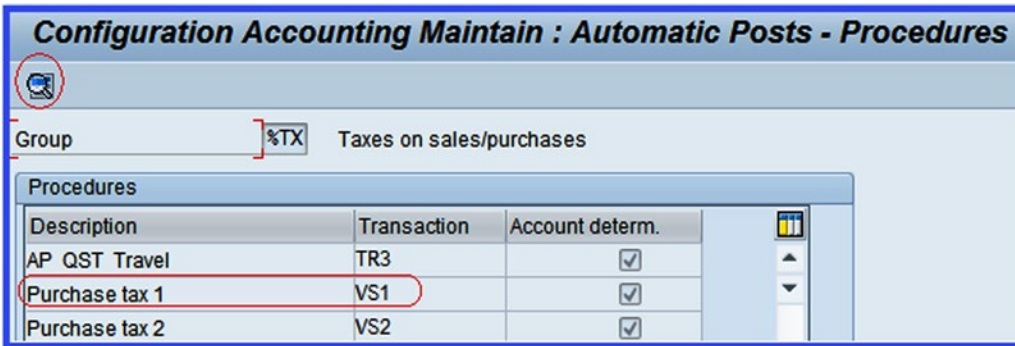 Configuration Accounting Maintain : Automatic Posts - Procedures
Group %TX Taxes on sales/purchases
Procedures
Description Transaction Account determ.
AP QST Travel TR3
Purchase tax 1 VS1
Purchase tax 2 VS2